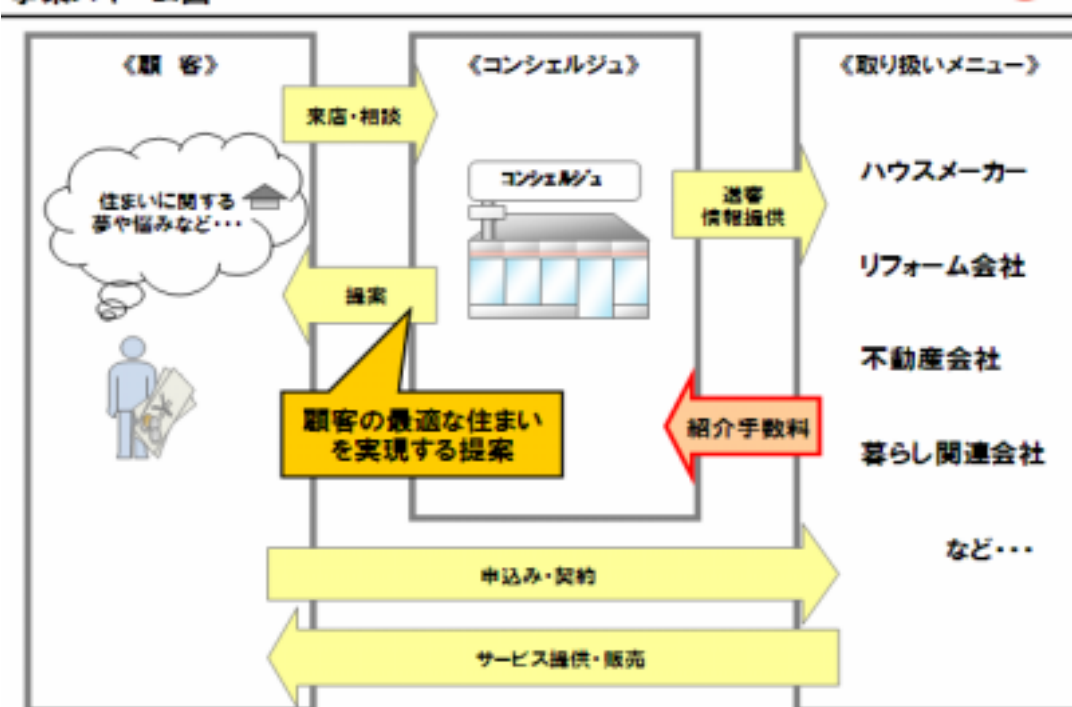 《顧 客》
《コンシェルジュ》
《取り扱いメニュー》
来店・相談
住まいに関する
夢や悩みなど・・・
コンシェルジュ
送客
情報提供
ハウスメーカー
リフォーム会社
提案
不動産会社
顧客の最適な住まい
を実現する提案
紹介手数料
暮らし関連会社
など・・・
申込み・契約
サービス提供・販売